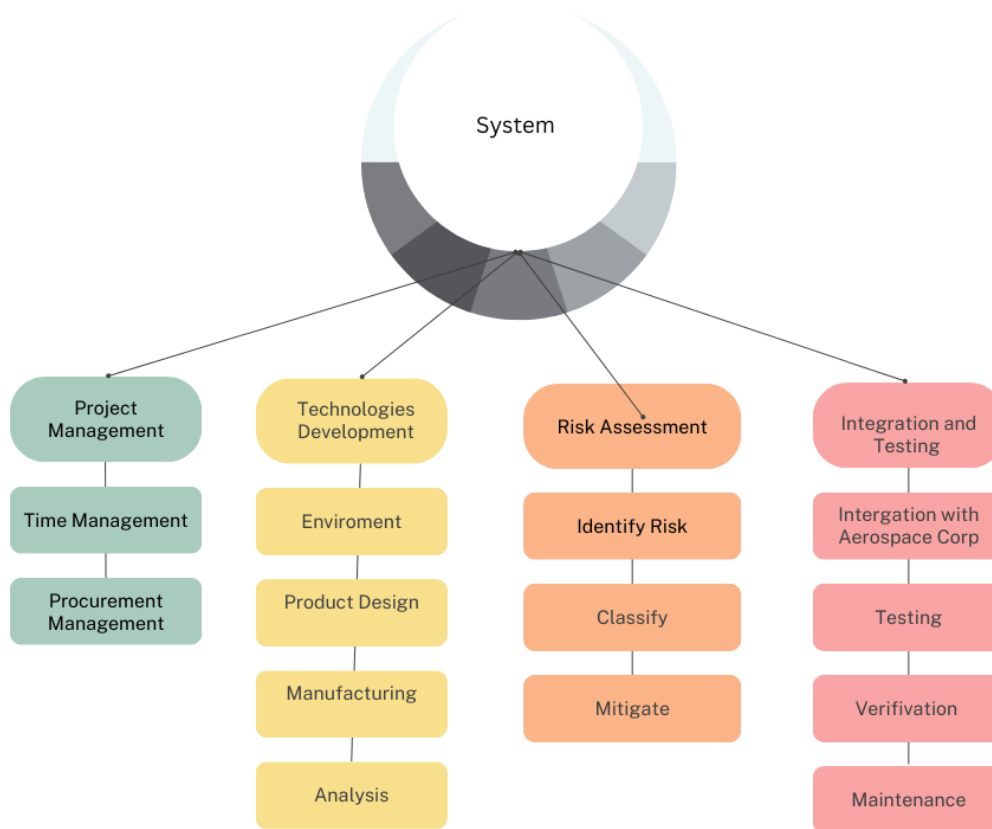 System
Project
Management
Time Management
Procurement
Management
Technologies
Development
Enviroment
Product Design
Manufacturing
Analysis
Risk Assessment
Identify Risk
Classify
Mitigate
Integration and
Testing
Intergation with
Aerospace Corp
Testing
Verifivation
Maintenance